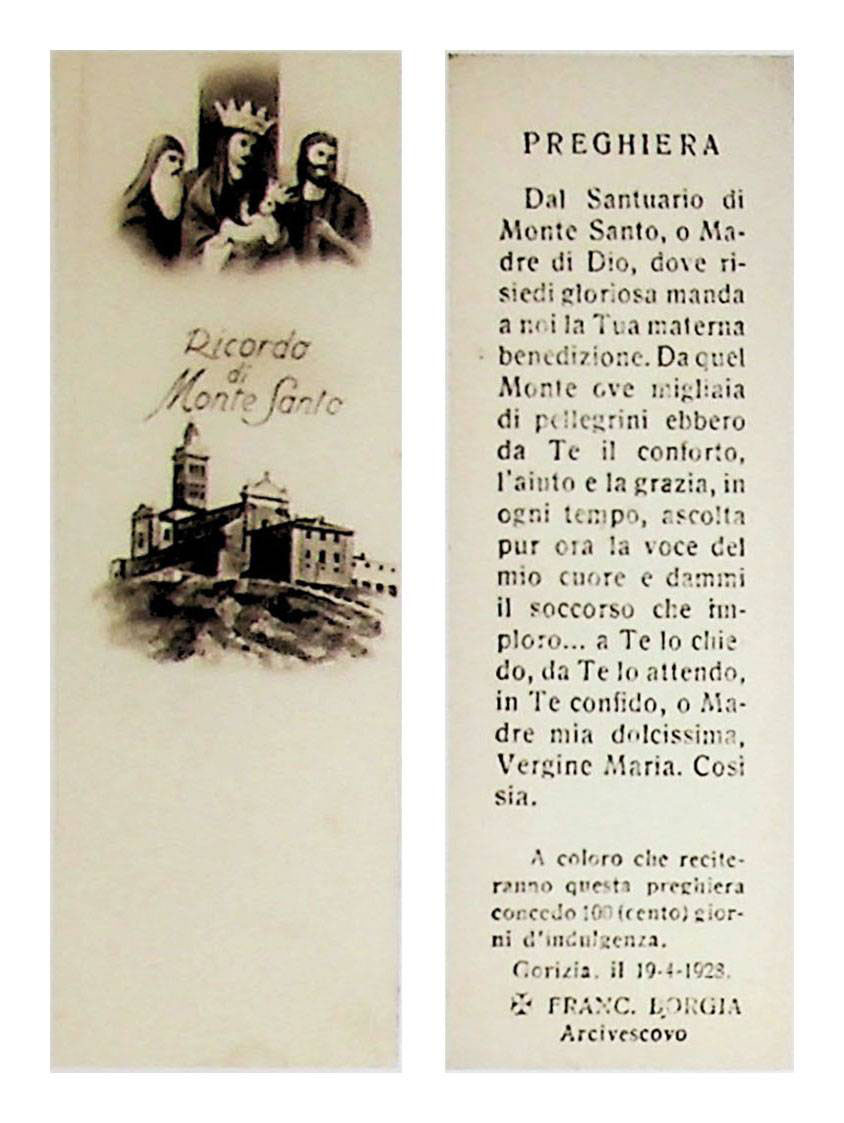 Ricordo
di
Monte Santo
PREGHIERA
Dal Santuario di
Monte Santo, o Ma-
dre di Dio, dove ri-
siedi gloriosa manda
a noi la Tua materna
benedizione. Da quel
Monte ove migliaia
di pellegrini ebbero
da Te il conforto,
l'aiuto e la grazia, in
ogni tempo, ascolta
pur ora la voce del
mio cuore e dammi
il soccorso che im-
ploro... a Te lo chie
do, da Te lo attendo,
in Te confido, o Ma-
dre mia dolcissima,
Vergine Maria. Così
sia.
A coloro che recite-
ranno questa preghiera
concedo 100 (cento) gior-
ni d'indulgenza.
Gorizia, il 19-4-1928.
✠ FRANC. BORGIA
Arcivescovo